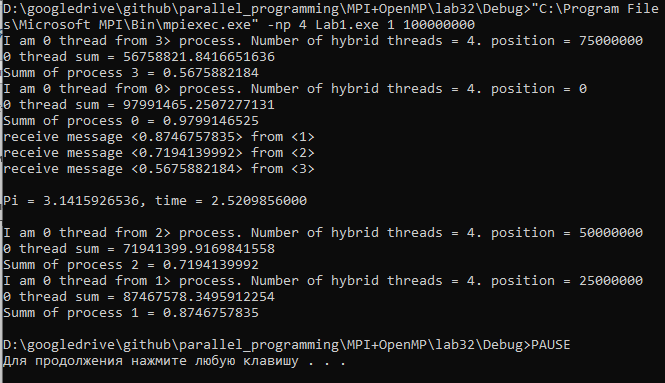 D:\googledrive\github\parallel_programming\MPI+OpenMP\lab32\Debug>"C:\Program File
s\Microsoft MPI\Bin\mpiexec.exe" -np 4 Lab1.exe 1 100000000
I am 0 thread from 3> process. Number of hybrid threads = 4. position = 75000000
0 thread sum = 56758821.8416651636
Summ of process 3 = 0.5675882184
I am 0 thread from 0> process. Number of hybrid threads = 4. position = 0
0 thread sum = 97991465.2507277131
Summ of process 0 = 0.9799146525
receive message <0.8746757835> from <1>
receive message <0.7194139992> from <2>
receive message <0.5675882184> from <3>
Pi = 3.1415926536, time = 2.5209856000
I am 0 thread from 2> process. Number of hybrid threads = 4. position = 50000000
0 thread sum = 71941399.9169841558
Summ of process 2 = 0.7194139992
I am 0 thread from 1> process. Number of hybrid threads = 4. position = 25000000
0 thread sum = 87467578.3495912254
Summ of process 1 = 0.8746757835
D:\googledrive\github\parallel_programming\MPI+OpenMP\lab32\Debug>PAUSE
Для продолжения нажмите любую клавишу . . .